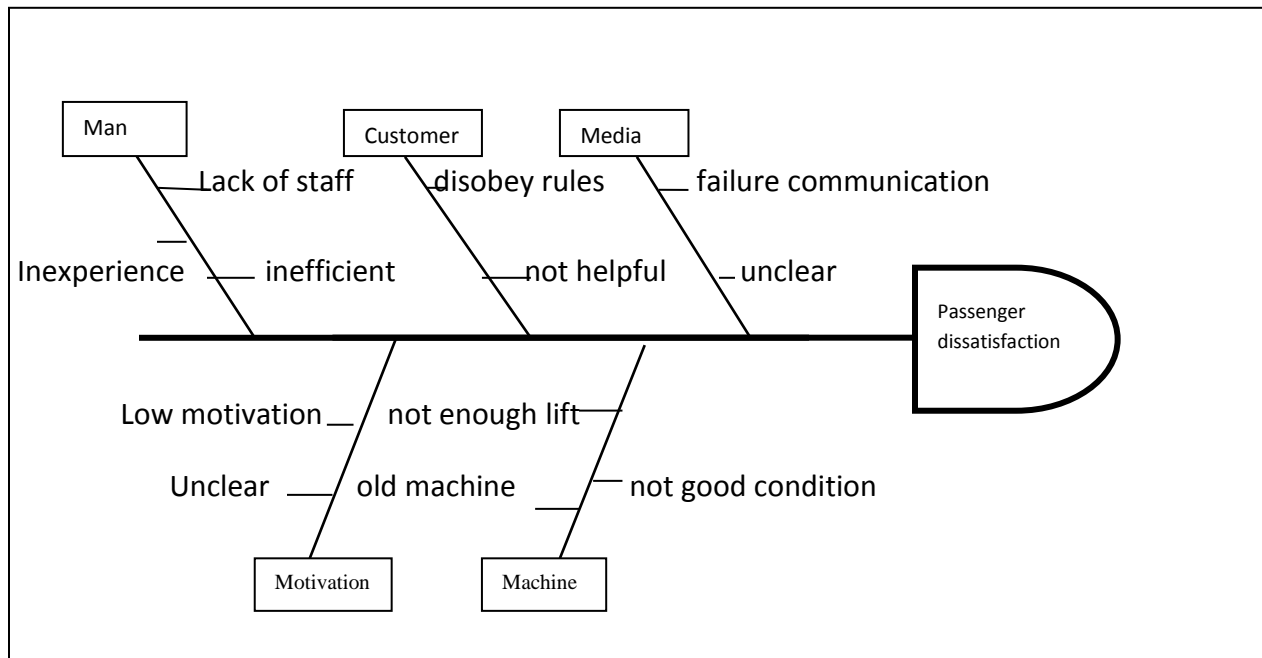 Man
Customer
Media
Lack of staff
disobey rules
failure communication
Inexperience
inefficient
not helpful
unclear
Passenger
dissatisfaction
Low motivation
not enough lift
Unclear
old machine
not good condition
Motivation
Machine